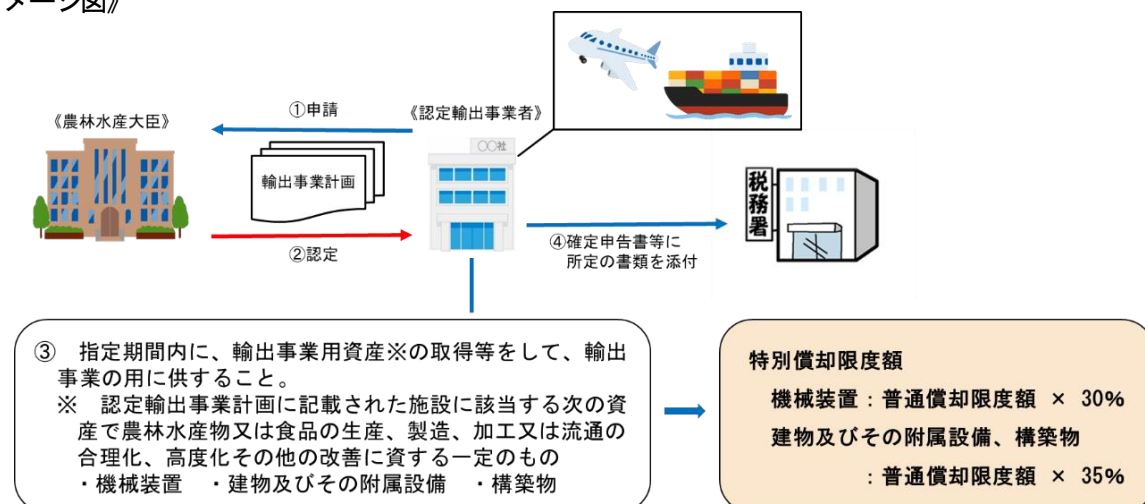 メージ図》
①申請
《農林水産大臣》
《認定輸出事業者》
〇〇社
輸出事業計画
税務署
②認定
④確定申告書等に
所定の書類を添付
③ 指定期間内に、輸出事業用資産※の取得等をして、輸出
事業の用に供すること。
※ 認定輸出事業計画に記載された施設に該当する次の資
産で農林水産物又は食品の生産、製造、加工又は流通の
合理化、高度化その他の改善に資する一定のもの
・機械装置 ・建物及びその附属設備 ・構築物
特別償却限度額
機械装置：普通償却限度額 × 30%
建物及びその附属設備、構築物
：普通償却限度額 × 35%